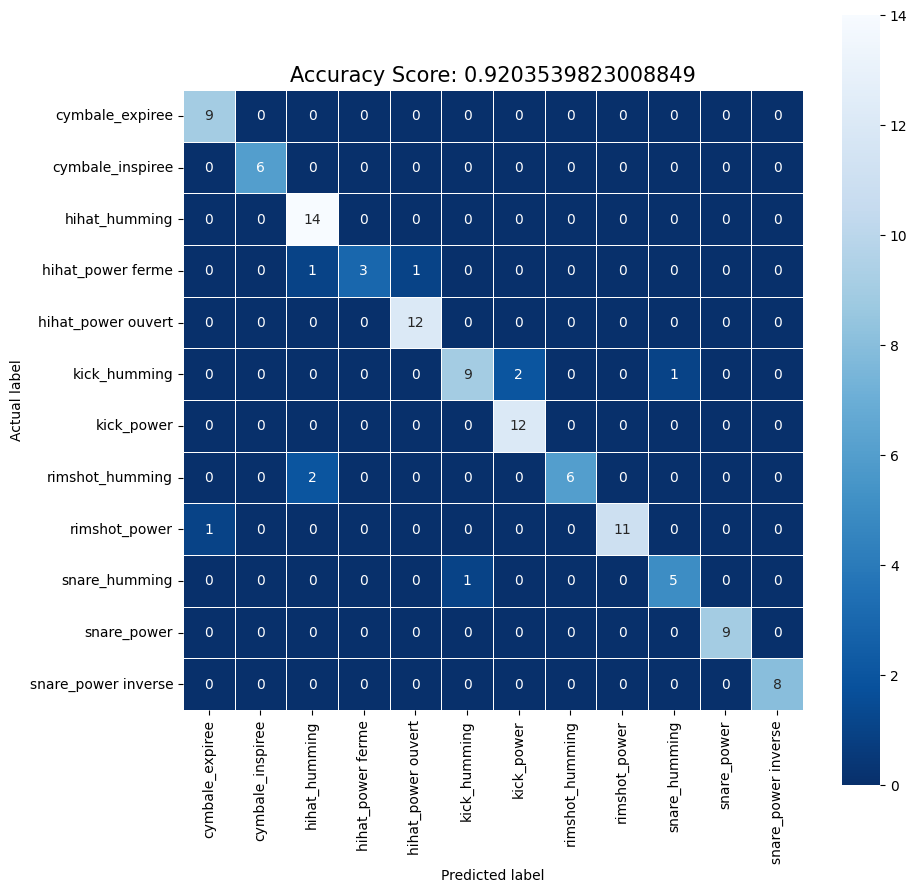 Accuracy Score: 0.9203539823008849
cymbale_expiree 9 0 0 0 0 0 0 0 0 0 0 0
cymbale_inspiree 0 6 0 0 0 0 0 0 0 0 0 0
hihat_humming 0 0 14 0 0 0 0 0 0 0 0 0
hihat_power ferme 0 0 1 3 1 0 0 0 0 0 0 0
hihat_power ouvert 0 0 0 0 12 0 0 0 0 0 0 0
kick_humming 0 0 0 0 0 9 2 0 0 1 0 0
kick_power 0 0 0 0 0 0 12 0 0 0 0 0
rimshot_humming 0 0 2 0 0 0 0 6 0 0 0 0
rimshot_power 1 0 0 0 0 0 0 0 11 0 0 0
snare_humming 0 0 0 0 0 1 0 0 0 5 0 0
snare_power 0 0 0 0 0 0 0 0 0 0 9 0
snare_power inverse 0 0 0 0 0 0 0 0 0 0 0 8
Actual label
cymbale_expiree
cymbale_inspiree
hihat_humming
hihat_power ferme
hihat_power ouvert
kick_humming
kick_power
rimshot_humming
rimshot_power
snare_humming
snare_power
snare_power inverse
Predicted label
14
12
10
8
6
4
2
0